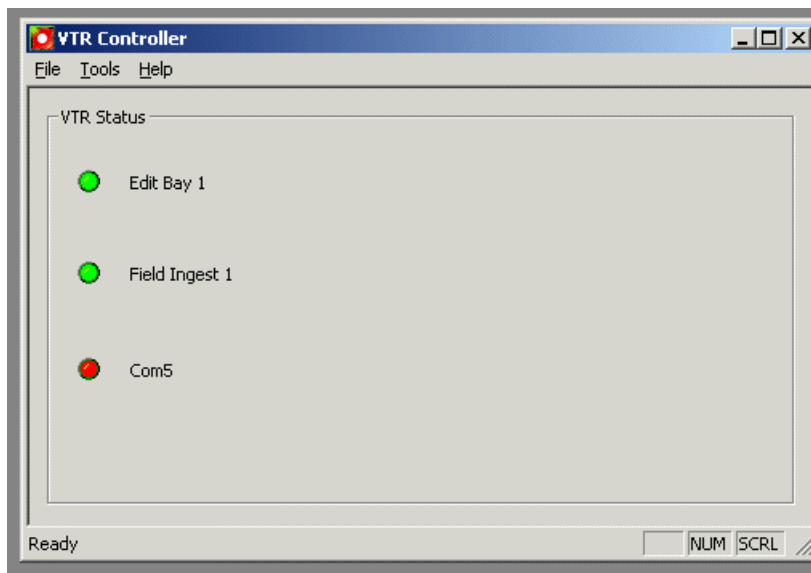 VTR Controller
File Tools Help
VTR Status
Edit Bay 1
Field Ingest 1
Com5
Ready
NUM SCRL